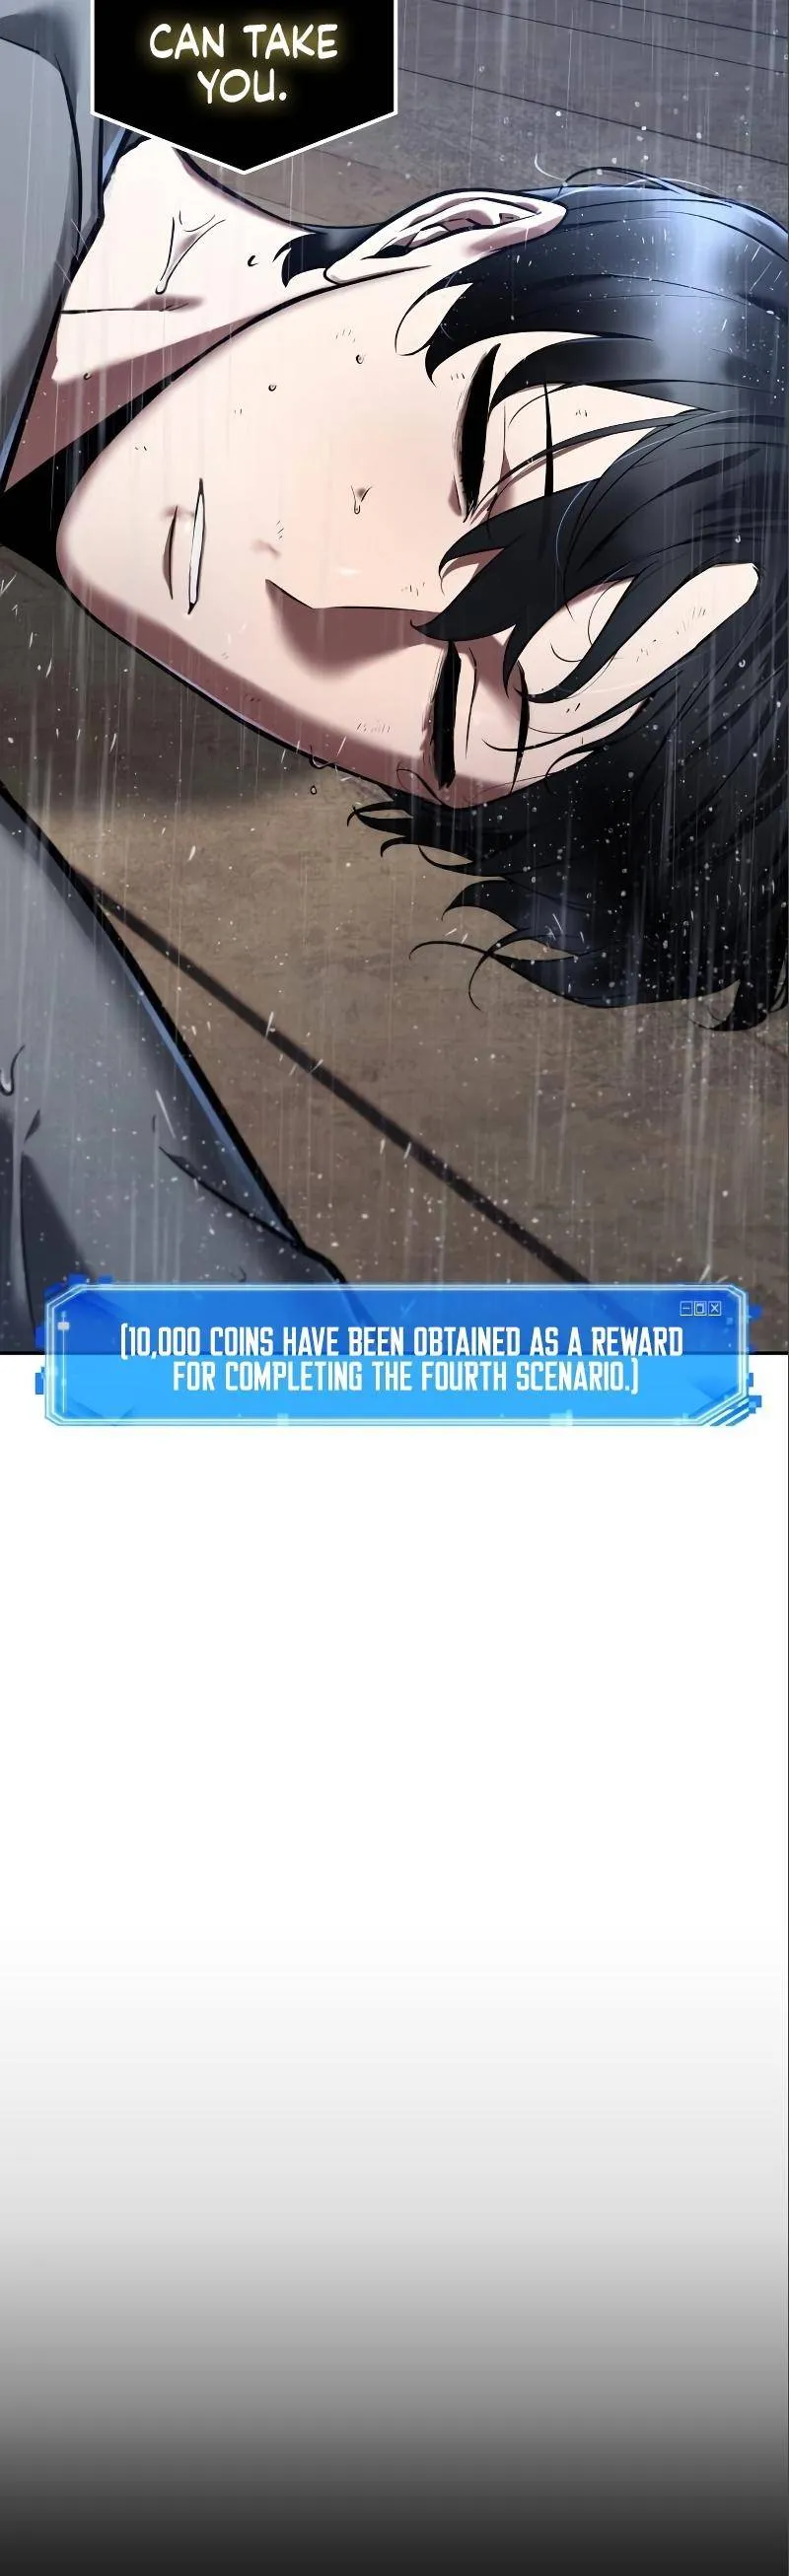 CAN TAKE
YOU.
[10,000 COINS HAVE BEEN OBTAINED AS A REWARD
FOR COMPLETING THE FOURTH SCENARIO.]